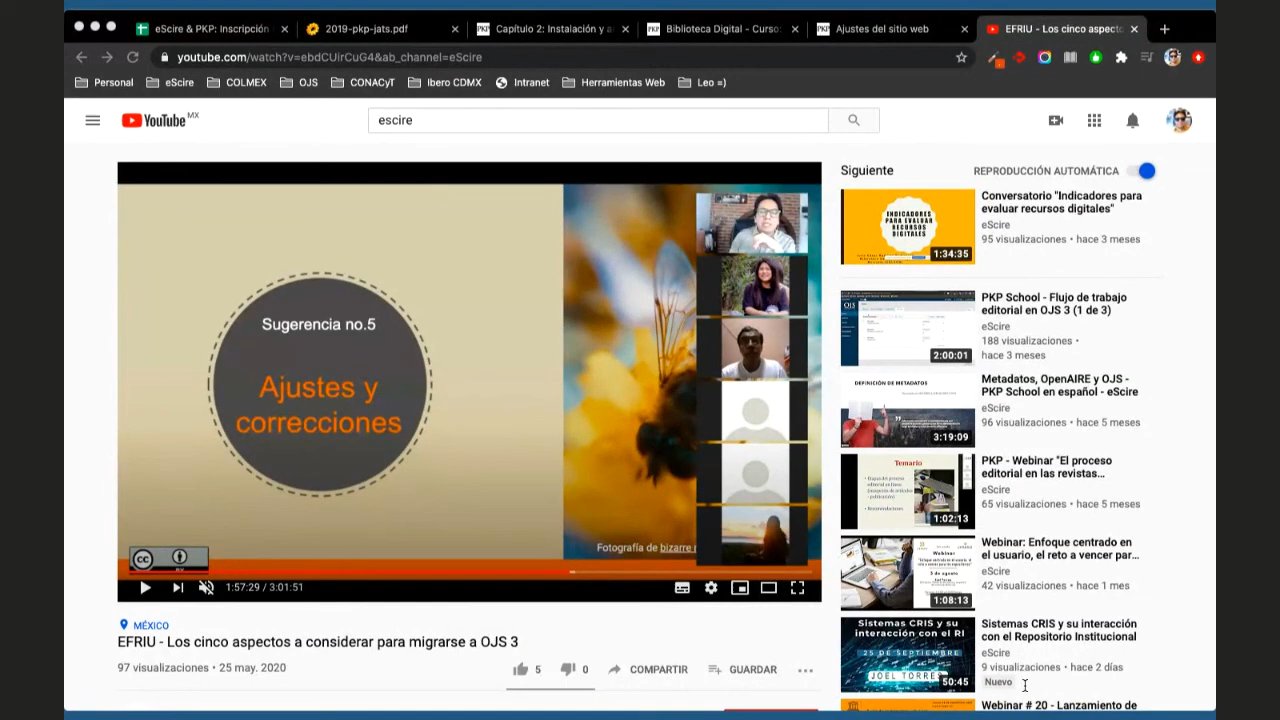 eScire & PKP: Inscripción
2019-pkp-jats.pdf
Capítulo 2: Instalación y a
Biblioteca Digital - Curso:
Ajustes del sitio web
EFRIU - Los cinco aspecto
youtube.com/watch?v=ebdCUirCuG4&ab_channel=eScire
Personal
eScire
COLMEX
OJS
CONACyT
Ibero CDMX
Intranet
Herramientas Web
Leo =)
YouTube MX
escire
Sugerencia no.5
Ajustes y
correcciones
Fotografía de bizarre
1:57:29 / 3:01:51
MÉXICO
EFRIU - Los cinco aspectos a considerar para migrarse a OJS 3
97 visualizaciones • 25 may. 2020
5
0
COMPARTIR
GUARDAR
Siguiente
REPRODUCCIÓN AUTOMÁTICA
INDICADORES
PARA EVALUAR
RECURSOS
DIGITALES
1:34:35
Conversatorio "Indicadores para
evaluar recursos digitales"
eScire
95 visualizaciones • hace 3 meses
2:00:01
PKP School - Flujo de trabajo
editorial en OJS 3 (1 de 3)
eScire
188 visualizaciones •
hace 3 meses
DEFINICIÓN DE METADATOS
3:19:09
Metadatos, OpenAIRE y OJS -
PKP School en español - eScire
eScire
96 visualizaciones • hace 5 meses
Temario
1:02:13
PKP - Webinar "El proceso
editorial en las revistas...
eScire
65 visualizaciones • hace 5 meses
Webinar
1:08:13
Webinar: Enfoque centrado en
el usuario, el reto a vencer par...
eScire
42 visualizaciones • hace 1 mes
Sistemas CRIS y su
interacción con el RI
25 DE SEPTIEMBRE
JOEL TORRE
50:45
Sistemas CRIS y su interacción
con el Repositorio Institucional
eScire
9 visualizaciones • hace 2 días
Nuevo
Webinar # 20 - Lanzamiento de